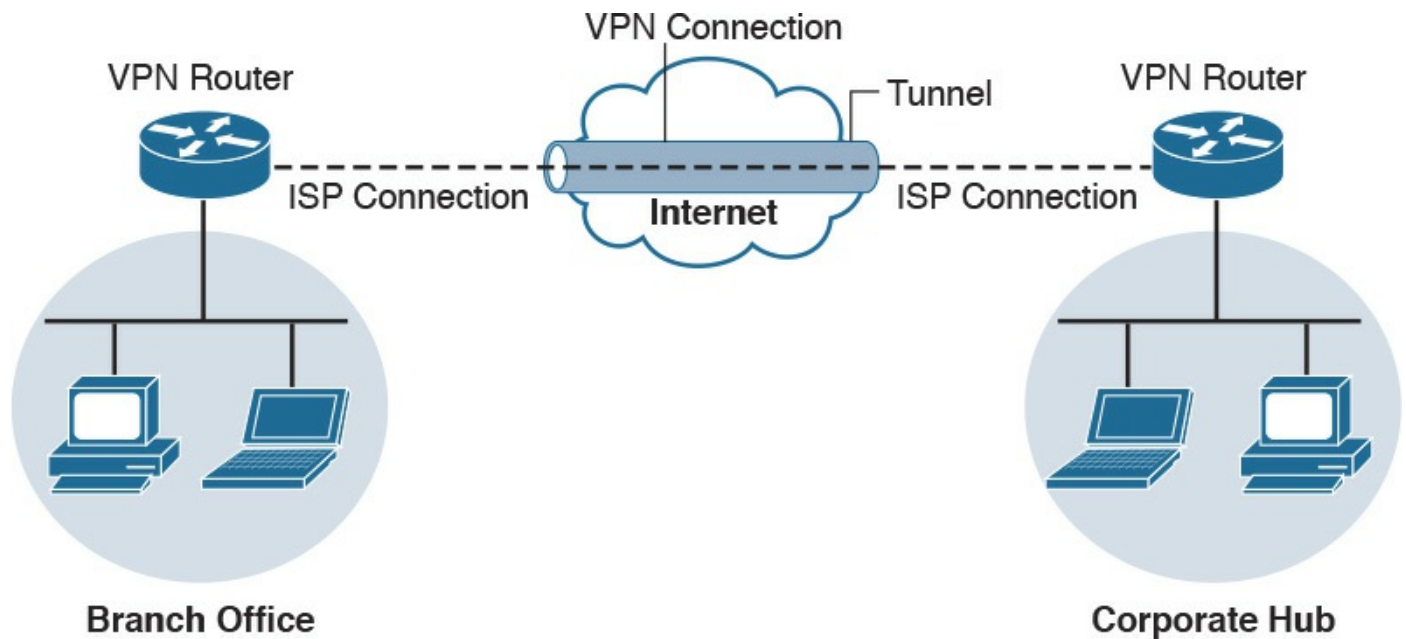 VPN Connection
VPN Router
Tunnel
VPN Router
ISP Connection
Internet
ISP Connection
Branch Office
Corporate Hub